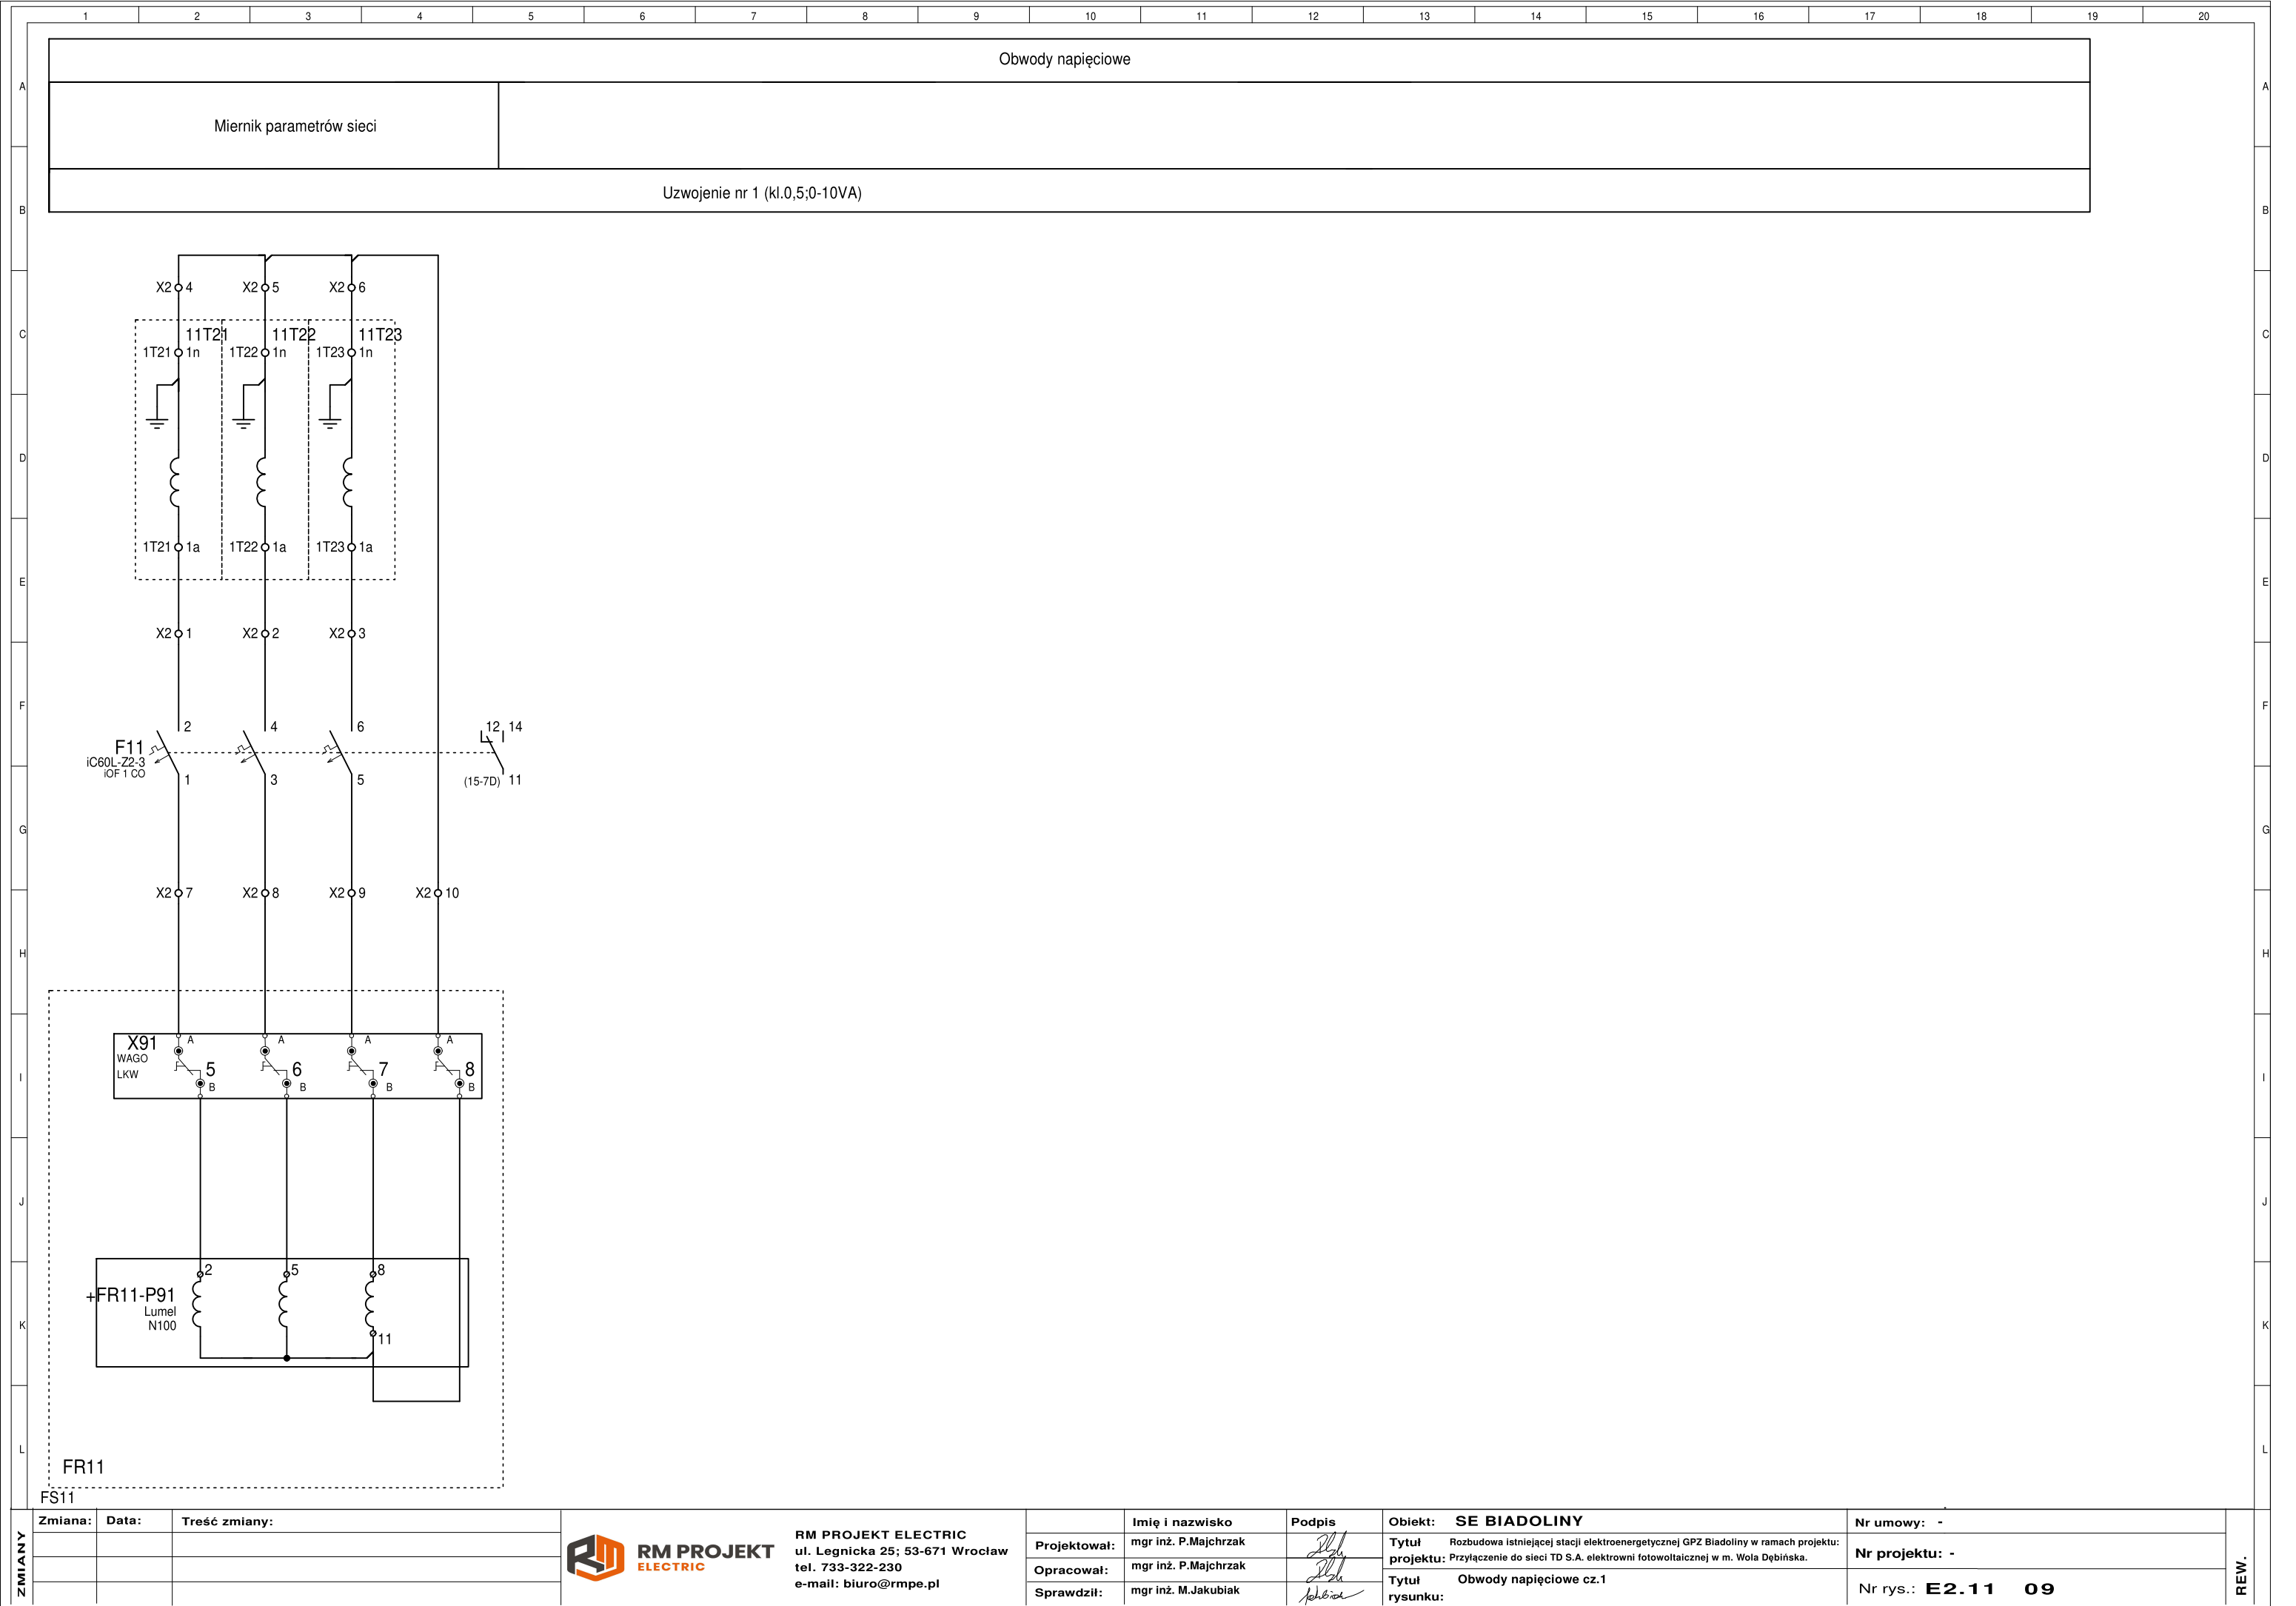 1 2 3 4 5 6 7 8 9 10 11 12 13 14 15 16 17 18 19 20
Obwody napięciowe
A A
Miernik parametrów sieci
Uzwojenie nr 1 (kl.0,5;0-10VA)
B B
X2 4 X2 5 X2 6
C C
11T21 11T22 11T23
1T21 1n 1T22 1n 1T23 1n
D D
1T21 1a 1T22 1a 1T23 1a
E E
X2 1 X2 2 X2 3
F F
2 4 6 12 14
F11
iC60L-Z2-3
iOF 1 CO
1 3 5 (15-7D) 11
G G
X2 7 X2 8 X2 9 X2 10
H H
X91 A A A A
WAGO
LKW
5 6 7 8
B B B B
I I
J J
2 5 8
+FR11-P91
Lumel
N100
11
K K
L L
FR11
FS11
ZMIANY
Zmiana: Data: Treść zmiany:
RM PROJEKT
ELECTRIC
RM PROJEKT ELECTRIC
ul. Legnicka 25; 53-671 Wrocław
tel. 733-322-230
e-mail: biuro@rmpe.pl
Imię i nazwisko Podpis
Projektował: mgr inż. P.Majchrzak
Opracował: mgr inż. P.Majchrzak
Sprawdził: mgr inż. M.Jakubiak
Obiekt: SE BIADOLINY
Tytuł projektu: Rozbudowa istniejącej stacji elektroenergetycznej GPZ Biadoliny w ramach projektu:
Przyłączenie do sieci TD S.A. elektrowni fotowoltaicznej w m. Wola Dębińska.
Tytuł rysunku: Obwody napięciowe cz.1
Nr umowy: -
Nr projektu: -
Nr rys.: E2.11 09
REW.